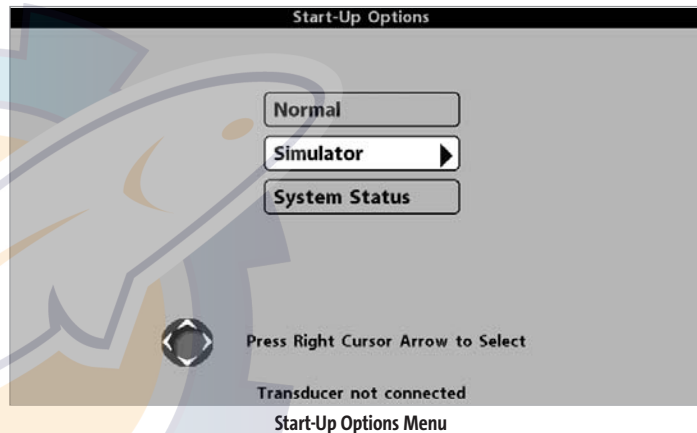 Start-Up Options
Normal
Simulator
System Status
Press Right Cursor Arrow to Select
Transducer not connected
Start-Up Options Menu